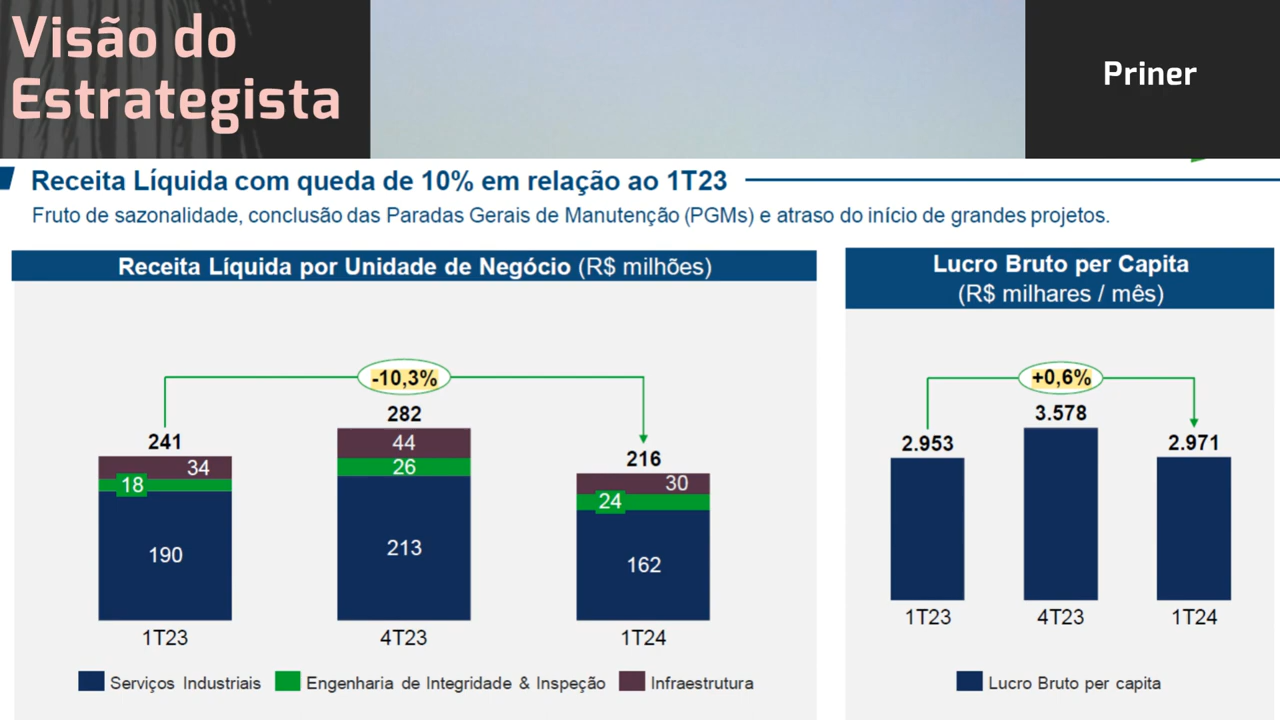 Visão do
Estrategista
Priner
Receita Líquida com queda de 10% em relação ao 1T23
Fruto de sazonalidade, conclusão das Paradas Gerais de Manutenção (PGMs) e atraso do início de grandes projetos.
Receita Líquida por Unidade de Negócio (R$ milhões)
-10,3%
241
282
216
34
18
190
44
26
213
30
24
162
1T23
4T23
1T24
Serviços Industriais
Engenharia de Integridade & Inspeção
Infraestrutura
Lucro Bruto per Capita
(R$ milhares / mês)
+0,6%
2.953
3.578
2.971
1T23
4T23
1T24
Lucro Bruto per capita